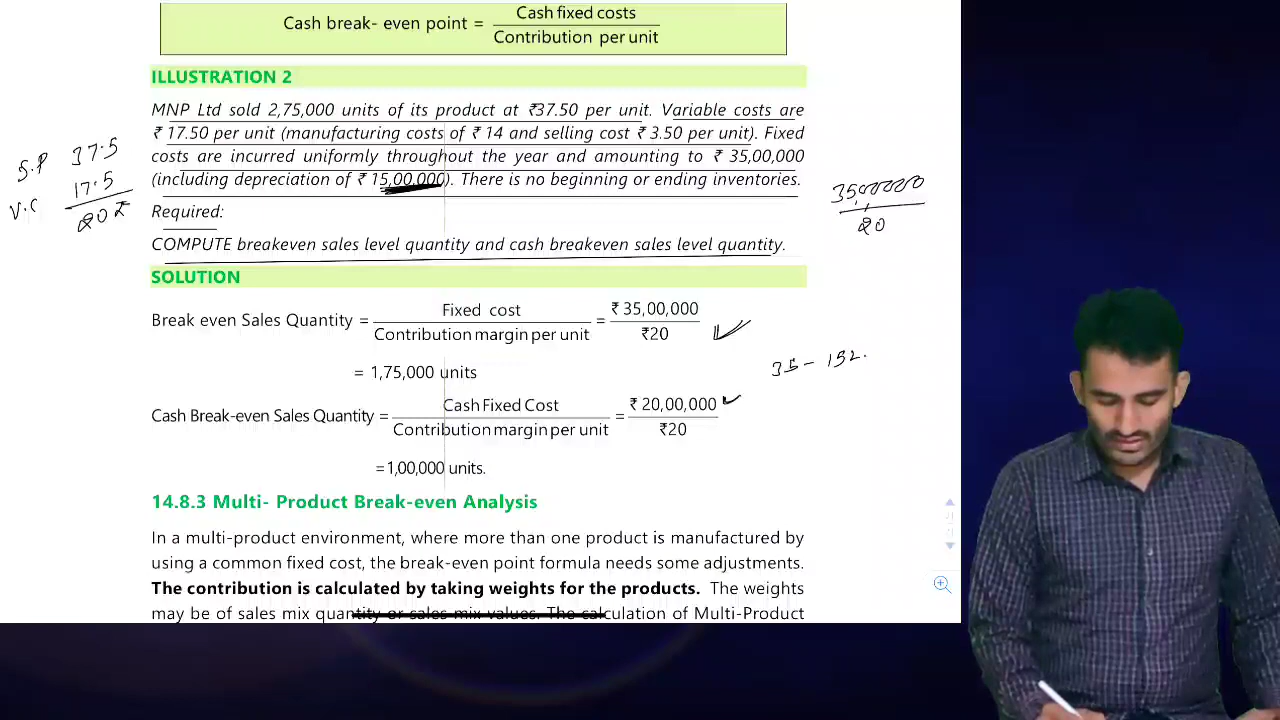 Cash break- even point = Cash fixed costs / Contribution per unit
ILLUSTRATION 2
MNP Ltd sold 2,75,000 units of its product at ₹37.50 per unit. Variable costs are
₹ 17.50 per unit (manufacturing costs of ₹ 14 and selling cost ₹ 3.50 per unit). Fixed
costs are incurred uniformly throughout the year and amounting to ₹ 35,00,000
(including depreciation of ₹ 15,00,000). There is no beginning or ending inventories.
S.P 37.5
V.C 17.5
20 ₹
3500000
20
Required:
COMPUTE breakeven sales level quantity and cash breakeven sales level quantity.
SOLUTION
Break even Sales Quantity = Fixed cost / Contribution margin per unit = ₹ 35,00,000 / ₹20
= 1,75,000 units
35 - 15
Cash Break-even Sales Quantity = Cash Fixed Cost / Contribution margin per unit = ₹ 20,00,000 / ₹20
=1,00,000 units.
14.8.3 Multi- Product Break-even Analysis
In a multi-product environment, where more than one product is manufactured by
using a common fixed cost, the break-even point formula needs some adjustments.
The contribution is calculated by taking weights for the products. The weights
may be of sales mix quantity or sales mix values. The calculation of Multi-Product